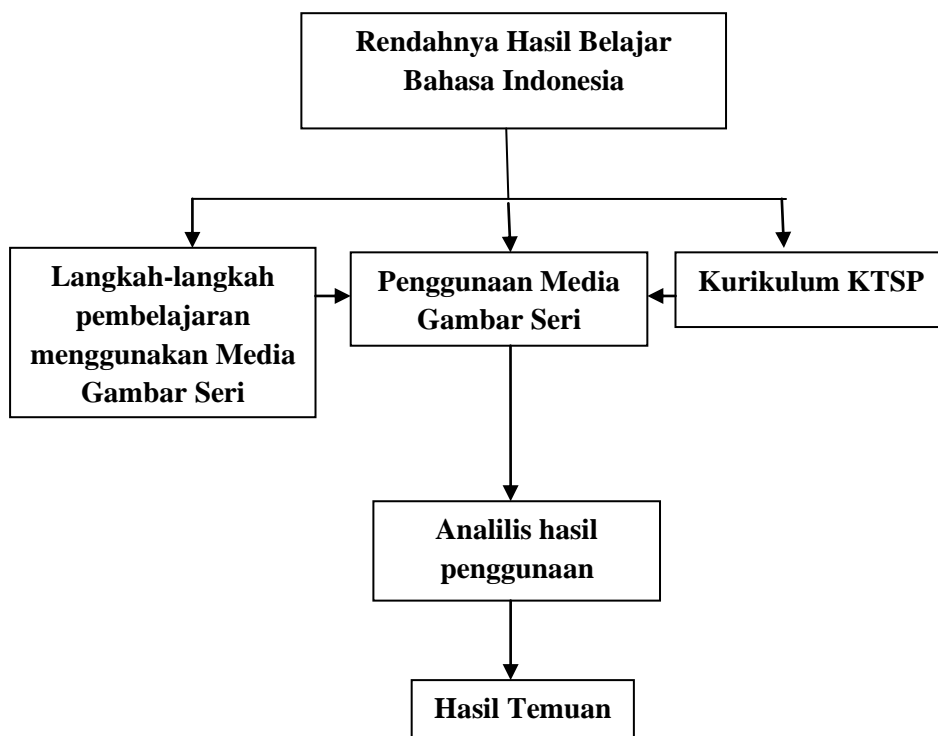 Rendahnya Hasil Belajar
Bahasa Indonesia
Langkah-langkah
pembelajaran
menggunakan Media
Gambar Seri
Penggunaan Media
Gambar Seri
Kurikulum KTSP
Analilis hasil
penggunaan
Hasil Temuan